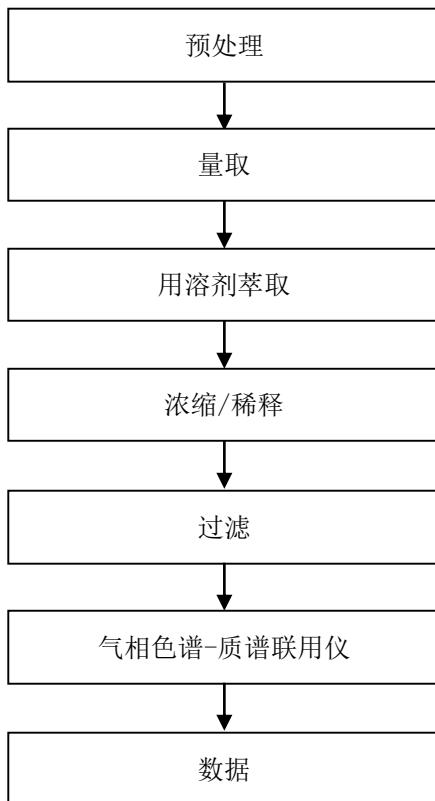 预处理
量取
用溶剂萃取
浓缩/稀释
过滤
气相色谱-质谱联用仪
数据